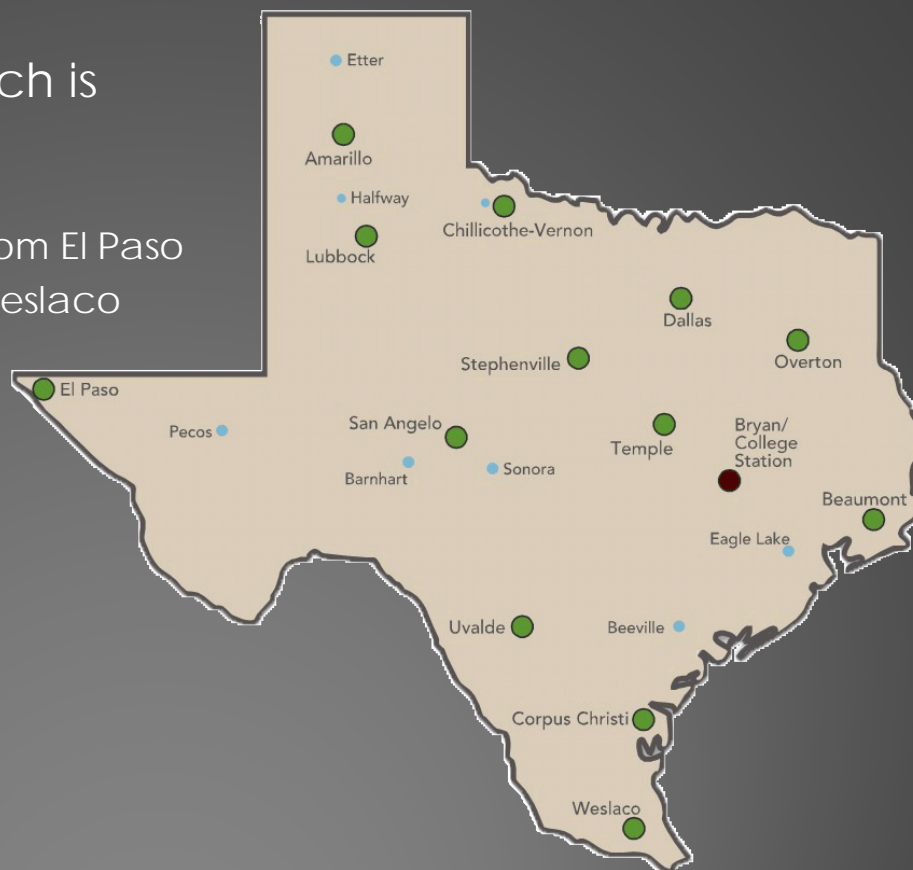 ch is
om El Paso
eslaco
Etter
Amarillo
Halfway
Chillicothe-Vernon
Lubbock
Dallas
Overton
Stephenville
El Paso
Pecos
San Angelo
Barnhart
Sonora
Temple
Bryan/
College
Station
Beaumont
Eagle Lake
Uvalde
Beeville
Corpus Christi
Weslaco